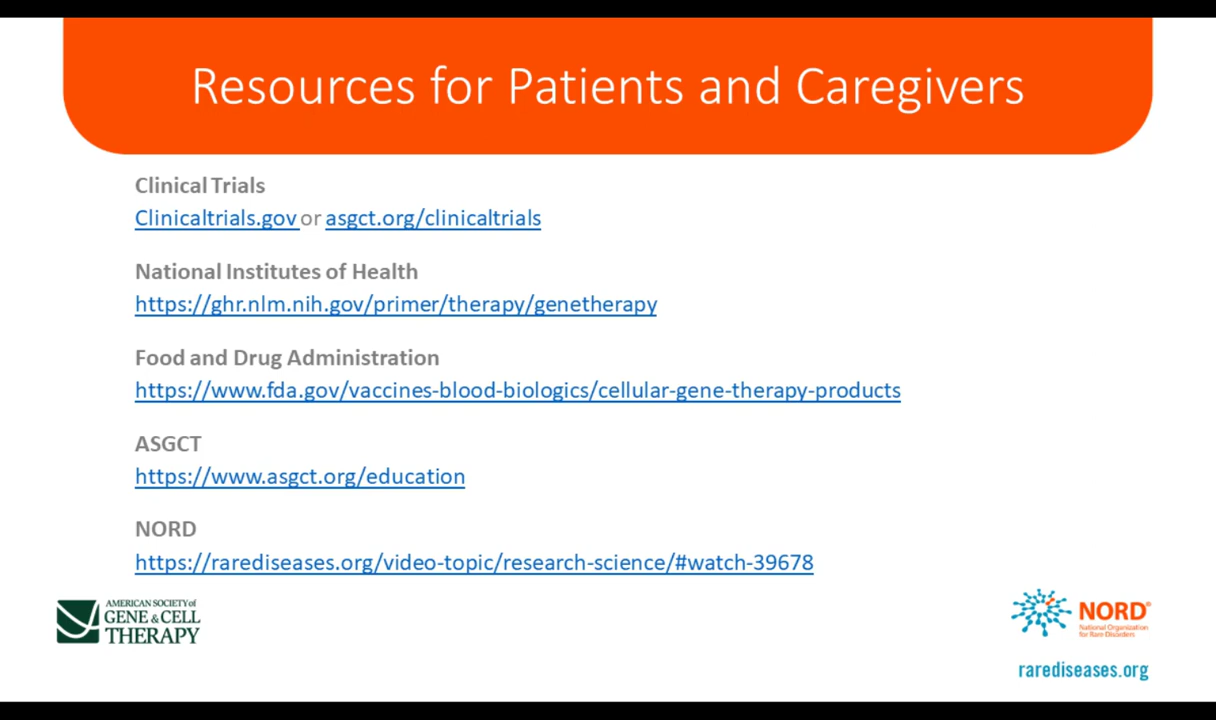 Resources for Patients and Caregivers
Clinical Trials
Clinicaltrials.gov or asgct.org/clinicaltrials
National Institutes of Health
https://ghr.nlm.nih.gov/primer/therapy/genetherapy
Food and Drug Administration
https://www.fda.gov/vaccines-blood-biologics/cellular-gene-therapy-products
ASGCT
https://www.asgct.org/education
NORD
https://rarediseases.org/video-topic/research-science/#watch-39678
AMERICAN SOCIETY of
GENE & CELL
THERAPY
NORD®
National Organization
for Rare Disorders
rarediseases.org